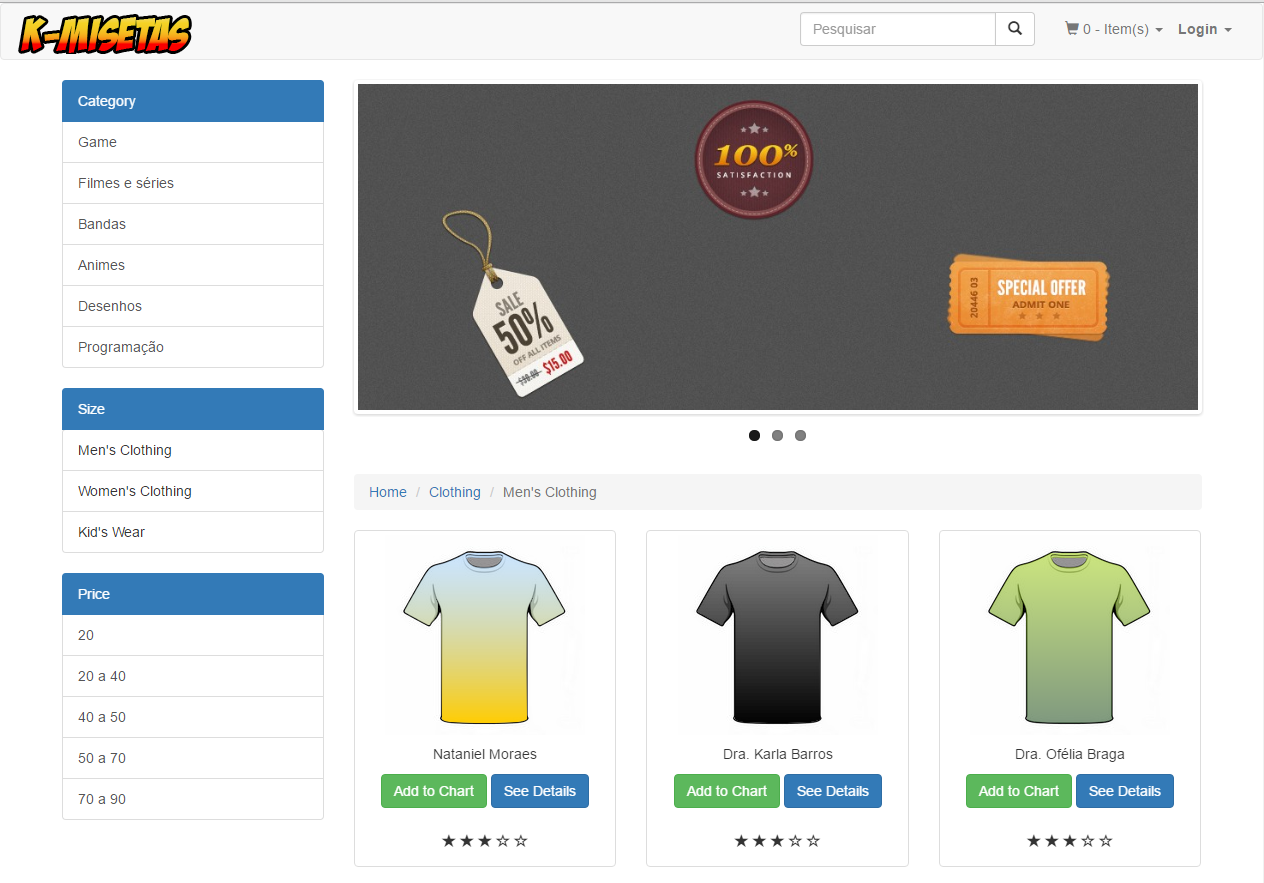 K-MISETAS
Pesquisar
0 - Item(s)
Login
Category
Game
Filmes e séries
Bandas
Animes
Desenhos
Programação
Size
Men's Clothing
Women's Clothing
Kid's Wear
Price
20
20 a 40
40 a 50
50 a 70
70 a 90
100%
SATISFACTION
SALE
50%
OFF ALL ITEMS
$15.00
20446 03
SPECIAL OFFER
ADMIT ONE
Home / Clothing / Men's Clothing
Nataniel Moraes
Add to Chart See Details
Dra. Karla Barros
Add to Chart See Details
Dra. Ofélia Braga
Add to Chart See Details